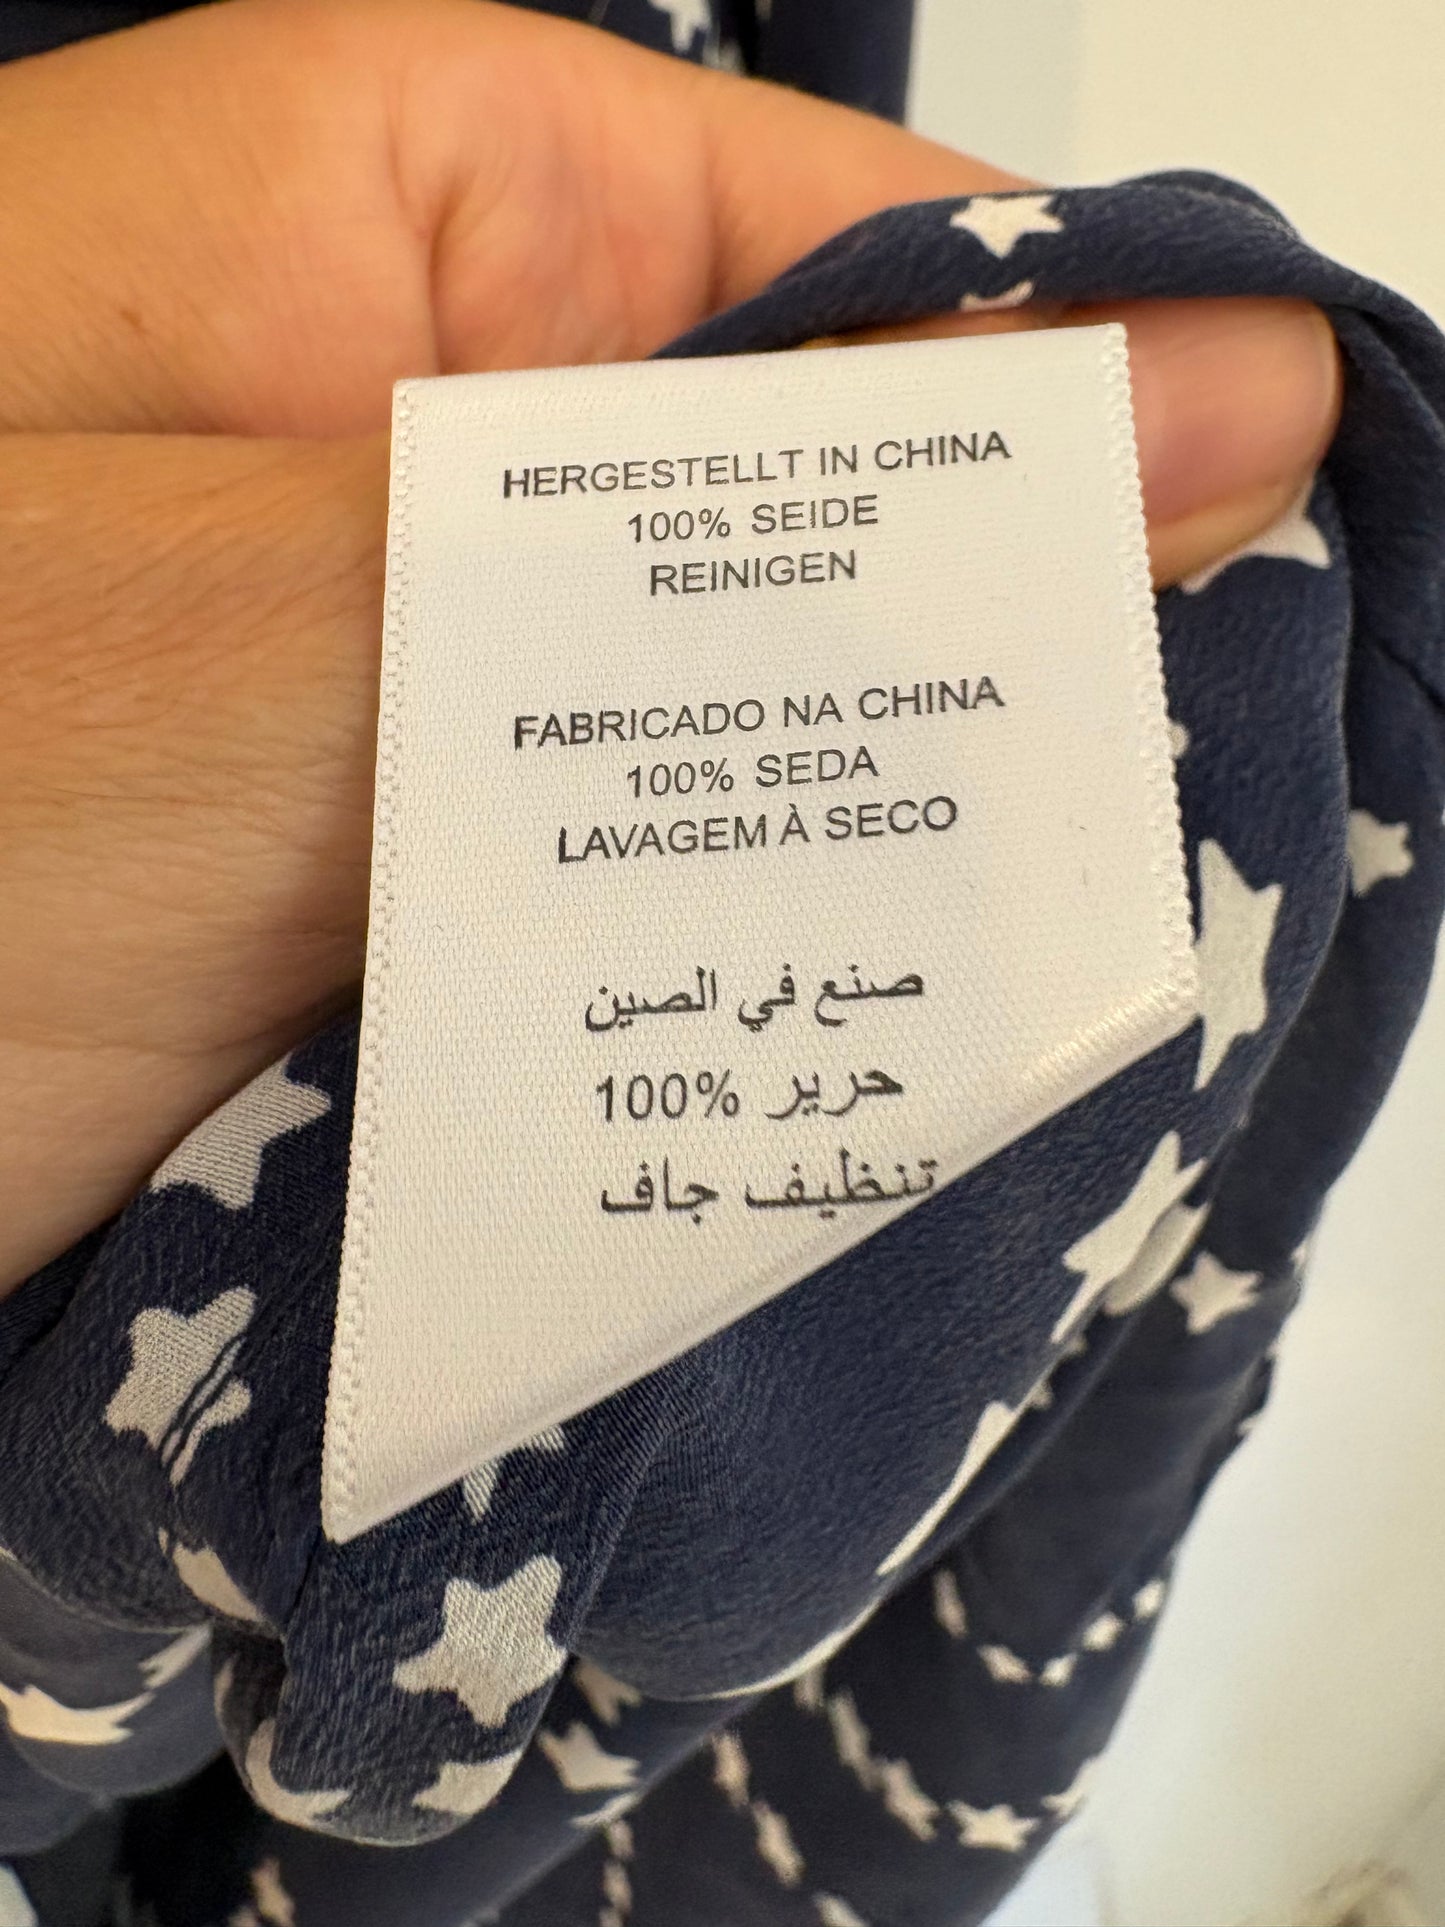 HERGESTELLT IN CHINA
100% SEIDE
REINIGEN
FABRICADO NA CHINA
100% SEDA
LAVAGEM À SECO
صنع في الصين
100% حرير
تنظيف جاف